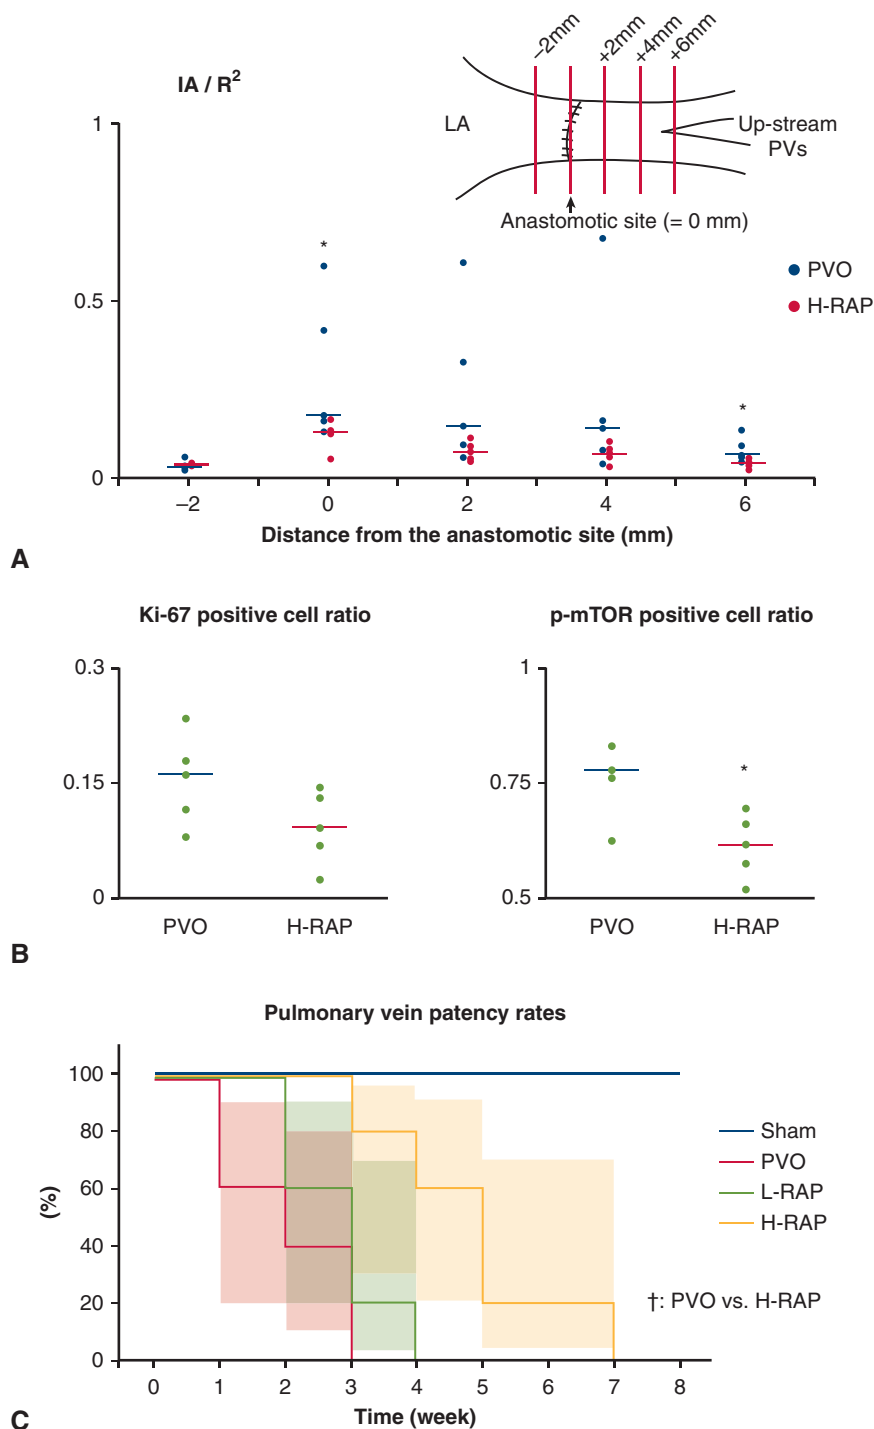 IA / R²
–2mm
+2mm
+4mm
+6mm
LA
Up-stream
PVs
Anastomotic site (= 0 mm)
PVO
H-RAP
1
0.5
0
*
*
–2
0
2
4
6
Distance from the anastomotic site (mm)
A
Ki-67 positive cell ratio
0.3
0.15
0
PVO
H-RAP
p-mTOR positive cell ratio
1
0.75
0.5
*
PVO
H-RAP
B
Pulmonary vein patency rates
(%)
100
80
60
40
20
0
0
1
2
3
4
5
6
7
8
Time (week)
Sham
PVO
L-RAP
H-RAP
†: PVO vs. H-RAP
C